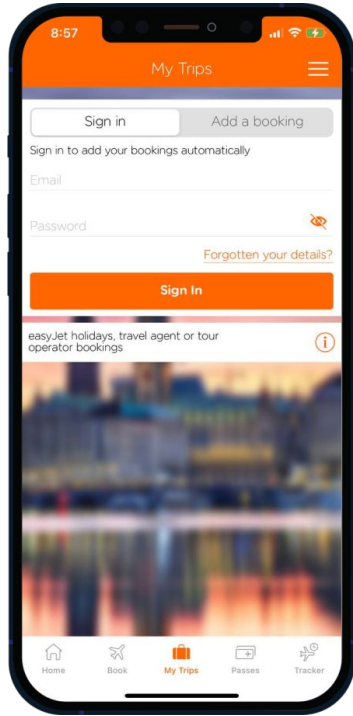 8:57
My Trips
Sign in
Add a booking
Sign in to add your bookings automatically
Email
Password
Forgotten your details?
Sign In
easyJet holidays, travel agent or tour
operator bookings
i
Home
Book
My Trips
Passes
Tracker